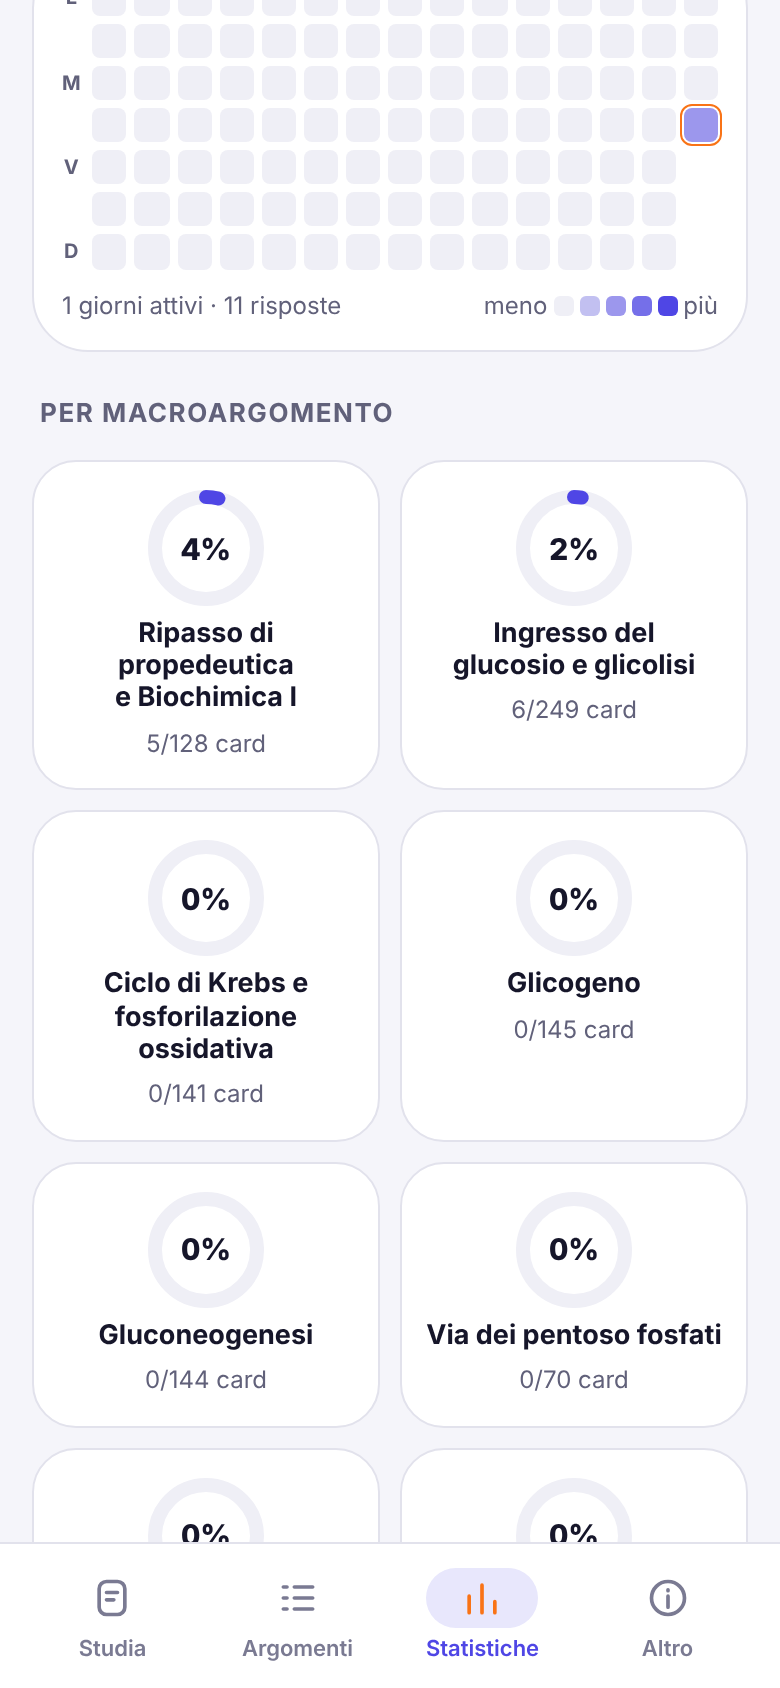 M
V
D
1 giorni attivi · 11 risposte
meno
più
PER MACROARGOMENTO
4%
Ripasso di
propedeutica
e Biochimica I
5/128 card
2%
Ingresso del
glucosio e glicolisi
6/249 card
0%
Ciclo di Krebs e
fosforilazione
ossidativa
0/141 card
0%
Glicogeno
0/145 card
0%
Gluconeogenesi
0/144 card
0%
Via dei pentoso fosfati
0/70 card
0%
0%
Studia
Argomenti
Statistiche
Altro